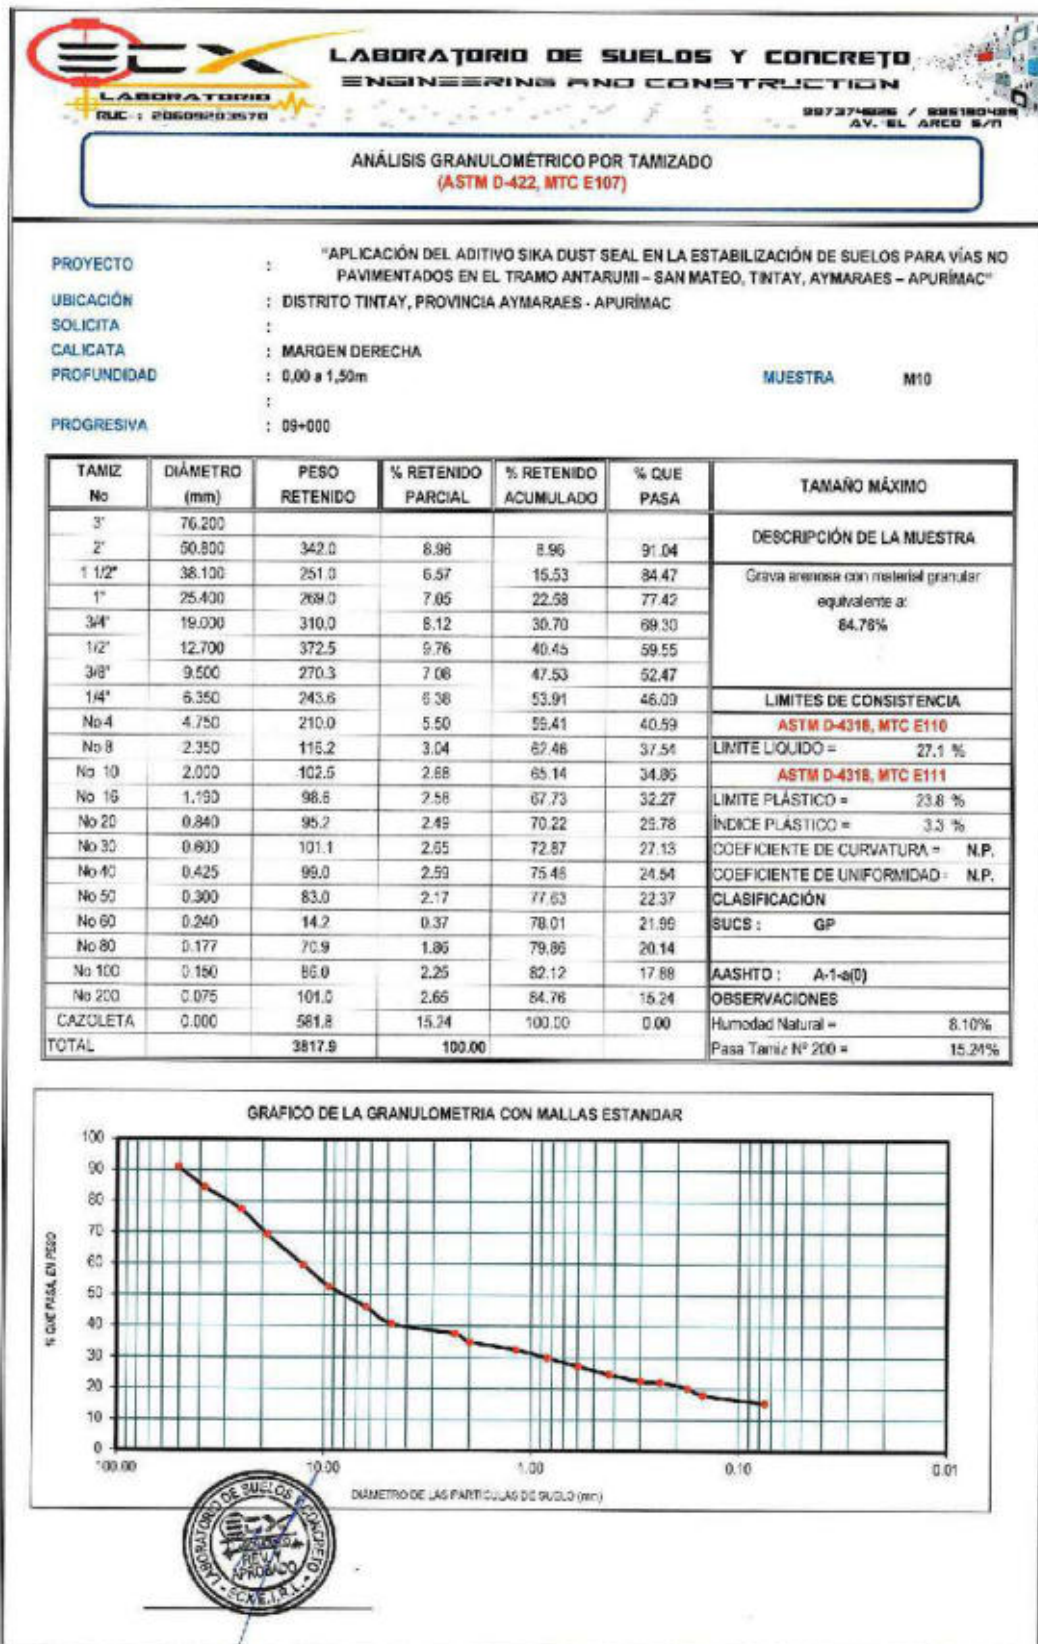 ECX
LABORATORIO
RUC : 20609203570
LABORATORIO DE SUELOS Y CONCRETO
ENGINEERING AND CONSTRUCTION
AV. EL ARCO S/N
ANÁLISIS GRANULOMÉTRICO POR TAMIZADO
(ASTM D-422, MTC E107)
PROYECTO : "APLICACIÓN DEL ADITIVO SIKA DUST SEAL EN LA ESTABILIZACIÓN DE SUELOS PARA VÍAS NO
PAVIMENTADOS EN EL TRAMO ANTARUMI – SAN MATEO, TINTAY, AYMARAES – APURÍMAC"
UBICACIÓN : DISTRITO TINTAY, PROVINCIA AYMARAES - APURÍMAC
SOLICITA :
CALICATA : MARGEN DERECHA
PROFUNDIDAD : 0,00 a 1,50m MUESTRA M10
:
PROGRESIVA : 09+000
TAMIZ No DIÁMETRO (mm) PESO RETENIDO % RETENIDO PARCIAL % RETENIDO ACUMULADO % QUE PASA
3" 76.200
2" 50.800 342.0 8.96 8.96 91.04
1 1/2" 38.100 251.0 6.57 15.53 84.47
1" 25.400 269.0 7.05 22.58 77.42
3/4" 19.000 310.0 8.12 30.70 69.30
1/2" 12.700 372.5 9.76 40.45 59.55
3/8" 9.500 270.3 7.08 47.53 52.47
1/4" 6.350 243.6 6.38 53.91 46.09
No 4 4.750 210.0 5.50 59.41 40.59
No 8 2.350 116.2 3.04 62.46 37.54
No 10 2.000 102.5 2.68 65.14 34.86
No 16 1.190 98.6 2.58 67.73 32.27
No 20 0.840 95.2 2.49 70.22 29.78
No 30 0.600 101.1 2.65 72.87 27.13
No 40 0.425 99.0 2.59 75.46 24.54
No 50 0.300 83.0 2.17 77.63 22.37
No 60 0.240 14.2 0.37 78.01 21.99
No 80 0.177 70.9 1.86 79.86 20.14
No 100 0.150 86.0 2.25 82.12 17.88
No 200 0.075 101.0 2.65 84.76 15.24
CAZOLETA 0.000 581.8 15.24 100.00 0.00
TOTAL 3817.9 100.00
TAMAÑO MÁXIMO
DESCRIPCIÓN DE LA MUESTRA
Grava arenosa con material granular
equivalente a:
84.76%
LIMITES DE CONSISTENCIA
ASTM D-4318, MTC E110
LIMITE LIQUIDO = 27.1 %
ASTM D-4318, MTC E111
LIMITE PLÁSTICO = 23.8 %
ÍNDICE PLÁSTICO = 3.3 %
COEFICIENTE DE CURVATURA = N.P.
COEFICIENTE DE UNIFORMIDAD = N.P.
CLASIFICACIÓN
SUCS : GP
AASHTO : A-1-a(0)
OBSERVACIONES
Humedad Natural = 8.10%
Pasa Tamiz Nº 200 = 15.24%
GRAFICO DE LA GRANULOMETRIA CON MALLAS ESTANDAR
% QUE PASA, EN PESO
100
90
80
70
60
50
40
30
20
10
0
100.00 10.00 1.00 0.10 0.01
DIÁMETRO DE LAS PARTICULAS DE SUELO (mm)
LABORATORIO DE SUELOS Y CONCRETO
ECX
LABORATORIO
REV.
APROBADO
ECX E.I.R.L.